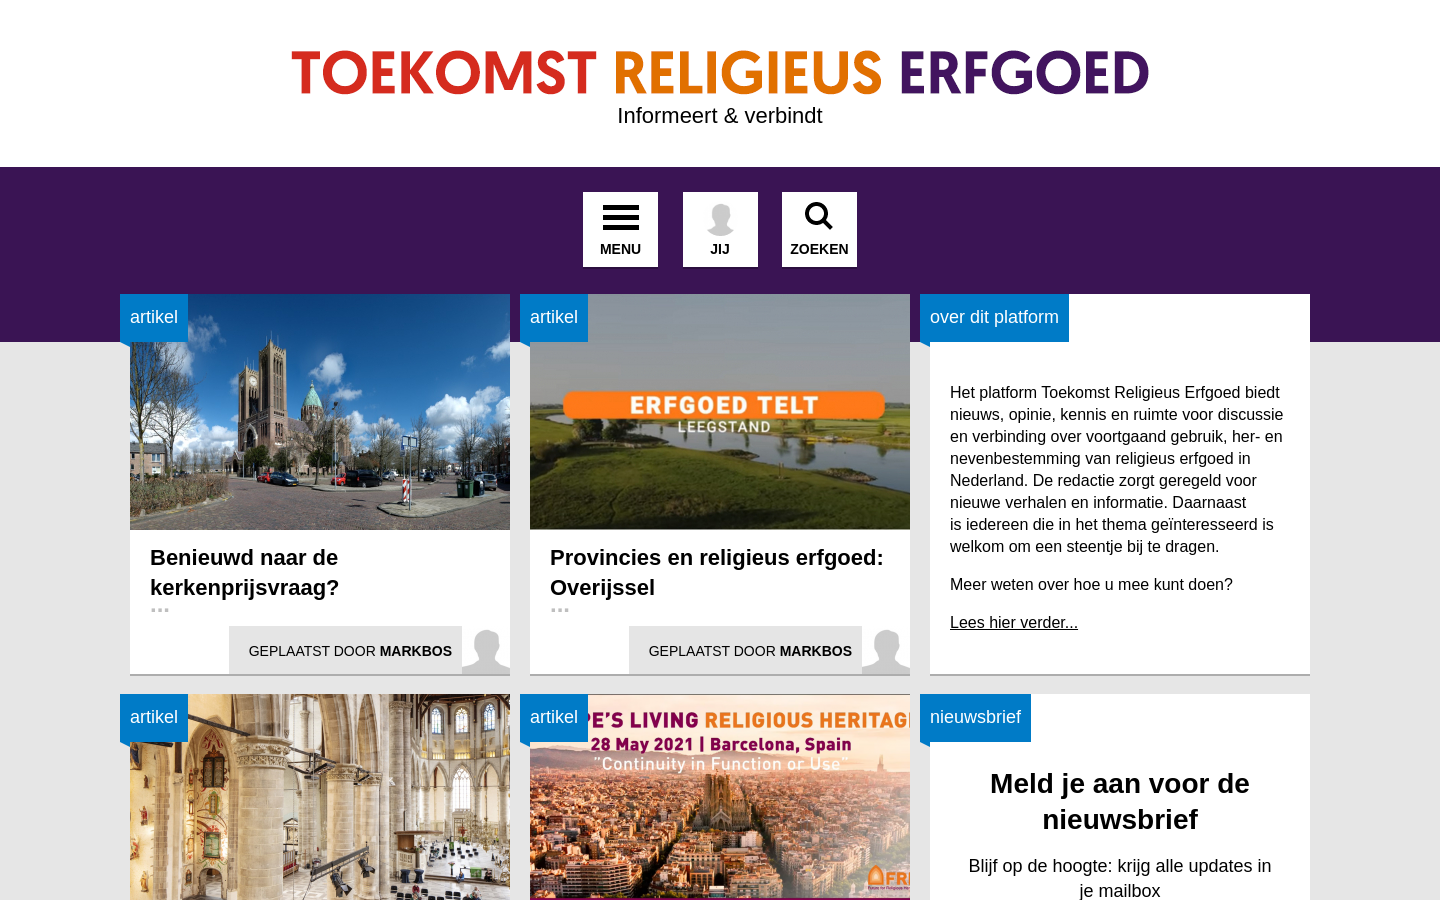 TOEKOMST RELIGIEUS ERFGOED
Informeert & verbindt
MENU
JIJ
ZOEKEN
artikel
Benieuwd naar de
kerkenprijsvraag?
...
GEPLAATST DOOR MARKBOS
artikel
ERFGOED TELT
LEEGSTAND
Provincies en religieus erfgoed:
Overijssel
...
GEPLAATST DOOR MARKBOS
over dit platform
Het platform Toekomst Religieus Erfgoed biedt
nieuws, opinie, kennis en ruimte voor discussie
en verbinding over voortgaand gebruik, her- en
nevenbestemming van religieus erfgoed in
Nederland. De redactie zorgt geregeld voor
nieuwe verhalen en informatie. Daarnaast
is iedereen die in het thema geïnteresseerd is
welkom om een steentje bij te dragen.
Meer weten over hoe u mee kunt doen?
Lees hier verder...
artikel
artikel
PE'S LIVING RELIGIOUS HERITAG
28 May 2021 | Barcelona, Spain
"Continuity in Function or Use"
FR
nieuwsbrief
Meld je aan voor de
nieuwsbrief
Blijf op de hoogte: krijg alle updates in
je mailbox